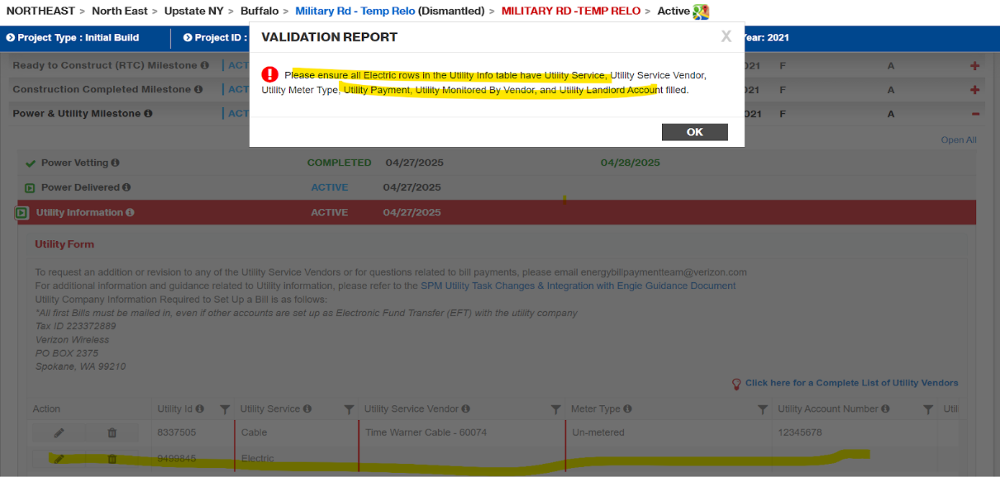 NORTHEAST > North East > Upstate NY > Buffalo > Military Rd - Temp Relo (Dismantled) > MILITARY RD -TEMP RELO > Active
Project Type : Initial Build Project ID : Year: 2021
VALIDATION REPORT X
Please ensure all Electric rows in the Utility Info table have Utility Service, Utility Service Vendor,
Utility Meter Type, Utility Payment, Utility Monitored By Vendor, and Utility Landlord Account filled.
OK
Ready to Construct (RTC) Milestone ACT 021 F A
Construction Completed Milestone ACT 021 F A
Power & Utility Milestone ACT 021 F A
Open All
Power Vetting COMPLETED 04/27/2025 04/28/2025
Power Delivered ACTIVE 04/27/2025
Utility Information ACTIVE 04/27/2025
Utility Form
To request an addition or revision to any of the Utility Service Vendors or for questions related to bill payments, please email energybillpaymentteam@verizon.com
For additional information and guidance related to Utility information, please refer to the SPM Utility Task Changes & Integration with Engie Guidance Document
Utility Company Information Required to Set Up a Bill is as follows:
*All first Bills must be mailed in, even if other accounts are set up as Electronic Fund Transfer (EFT) with the utility company
Tax ID 223372889
Verizon Wireless
PO BOX 2375
Spokane, WA 99210
Click here for a Complete List of Utility Vendors
Action Utility Id Utility Service Utility Service Vendor Meter Type Utility Account Number Utili
8337505 Cable Time Warner Cable - 60074 Un-metered 12345678
9499845 Electric